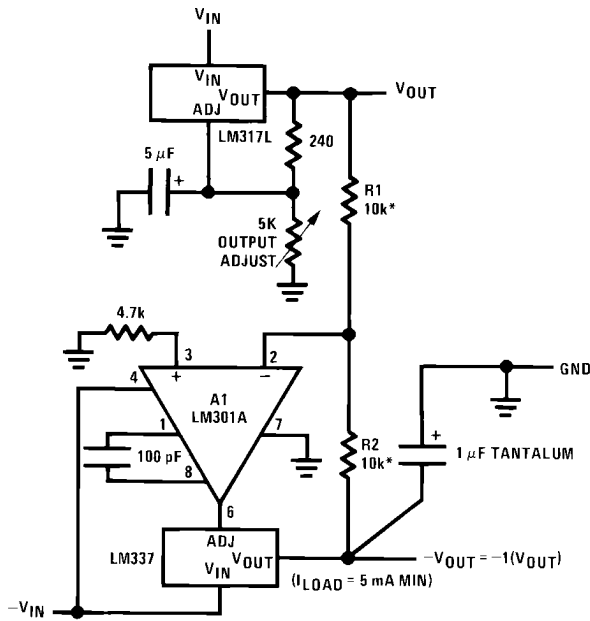 VIN
VIN
VOUT
ADJ
VOUT
LM317L
240
5 μF
+
R1
10k*
5K
OUTPUT
ADJUST
4.7k
3
2
4
+
−
A1
LM301A
GND
1
7
100 pF
8
R2
10k*
+
1 μF TANTALUM
6
ADJ
LM337
VOUT
VIN
−VOUT = −1(VOUT)
(ILOAD = 5 mA MIN)
−VIN